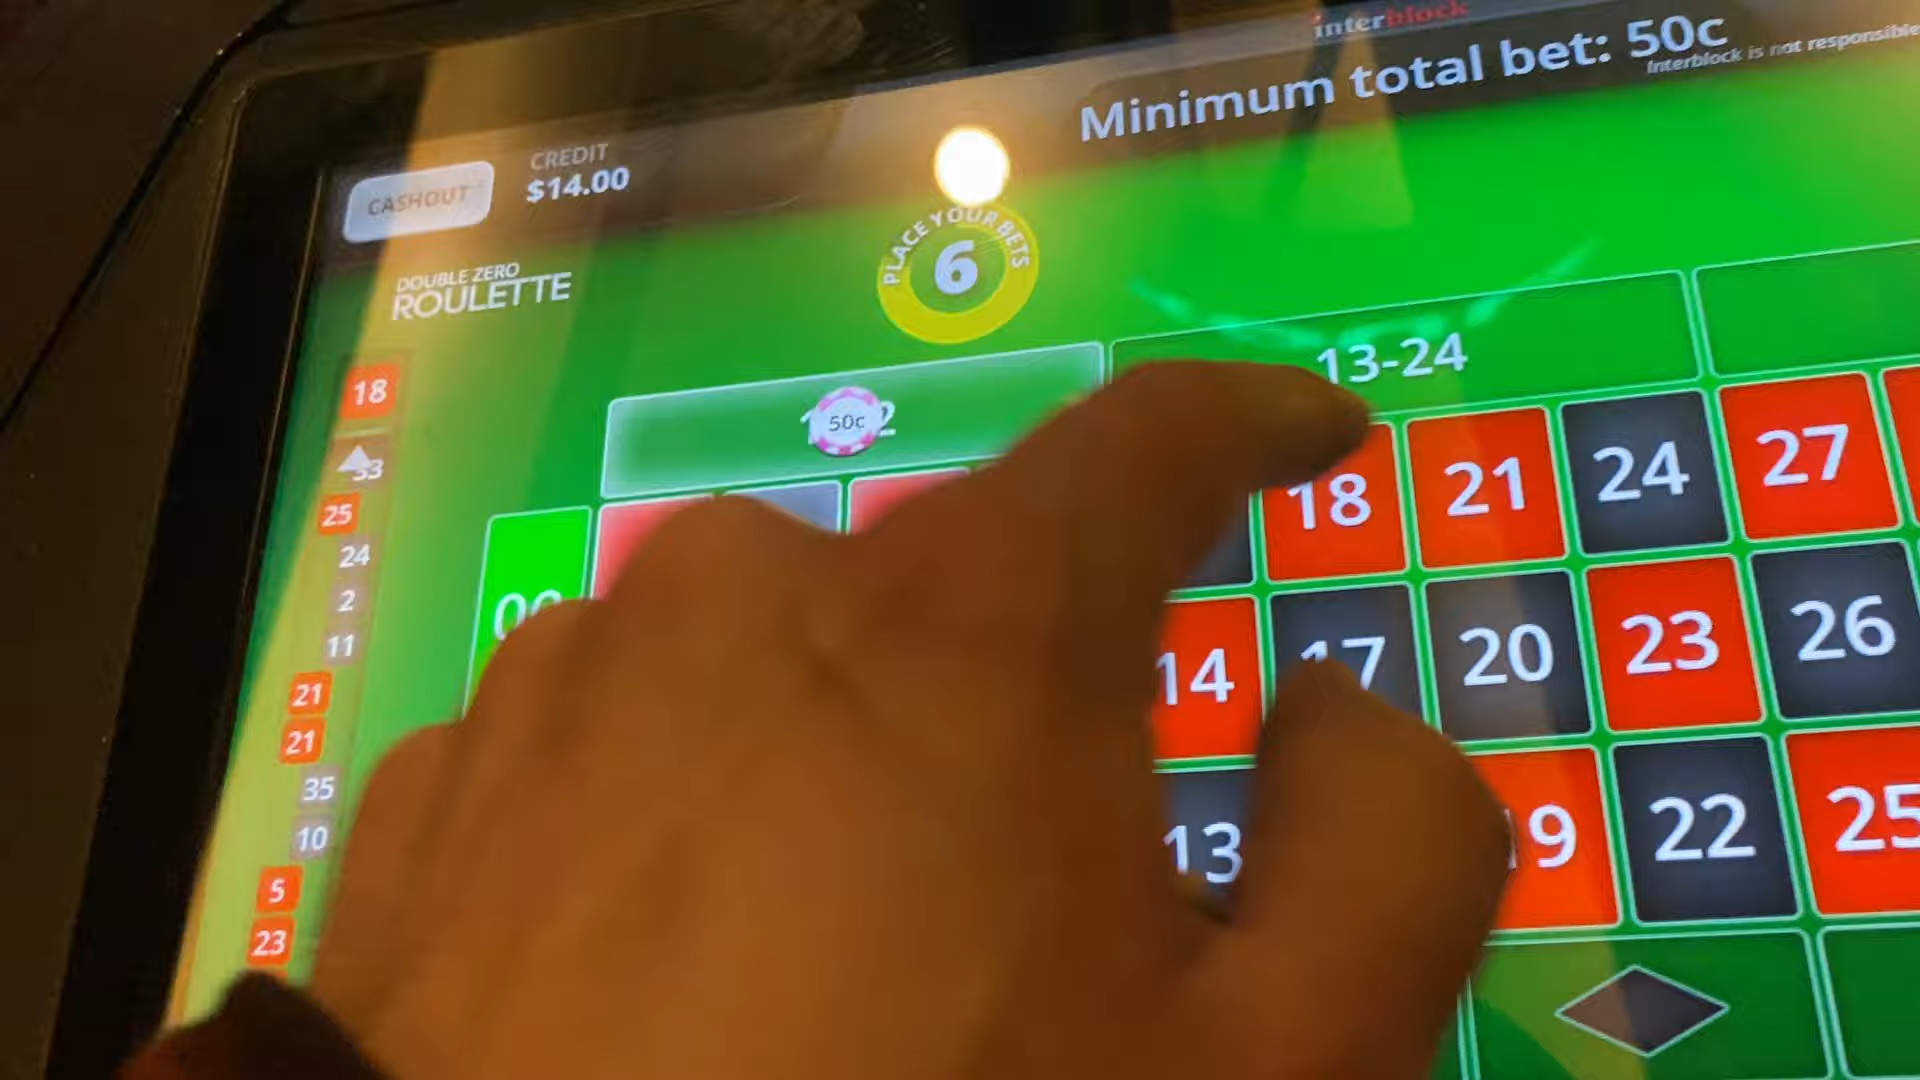 interblock
Minimum total bet: 50c
Interblock is not responsible
CASHOUT
CREDIT
$14.00
PLACE YOUR BETS
6
DOUBLE ZERO
ROULETTE
13-24
50c
18
33
25
24
2
11
21
21
35
10
5
23
18 21 24 27
14 17 20 23 26
13 22 25